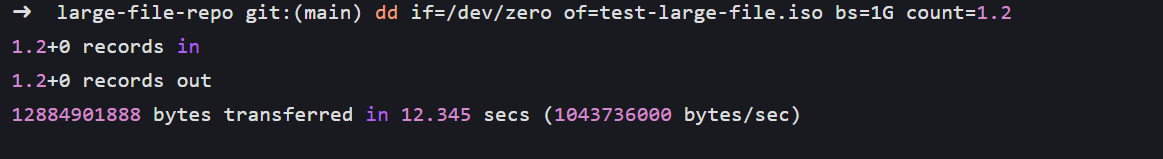 ➜ large-file-repo git:(main) dd if=/dev/zero of=test-large-file.iso bs=1G count=1.2
1.2+0 records in
1.2+0 records out
12884901888 bytes transferred in 12.345 secs (1043736000 bytes/sec)